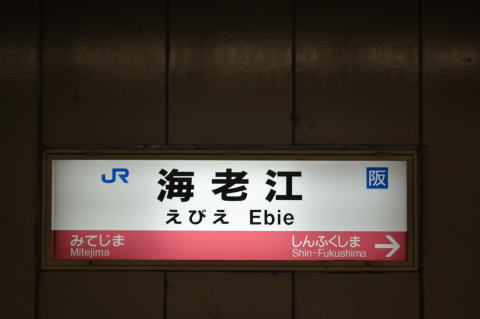 JR 海老江 阪
えびえ Ebie
みてじま しんふくしま
Mitejima Shin-Fukushima